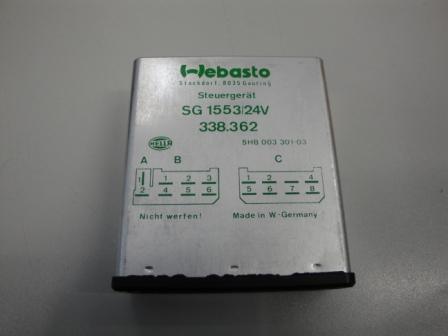 Webasto
Stockdorf, 8035 Gauting
Steuergerät
SG 1553/24V
338.362
HELLA 5HB 003 301-03
A B C
1 1 2 3 1 2 4
2 4 5 6 5 6 7 8
Nicht werfen! Made in W-Germany